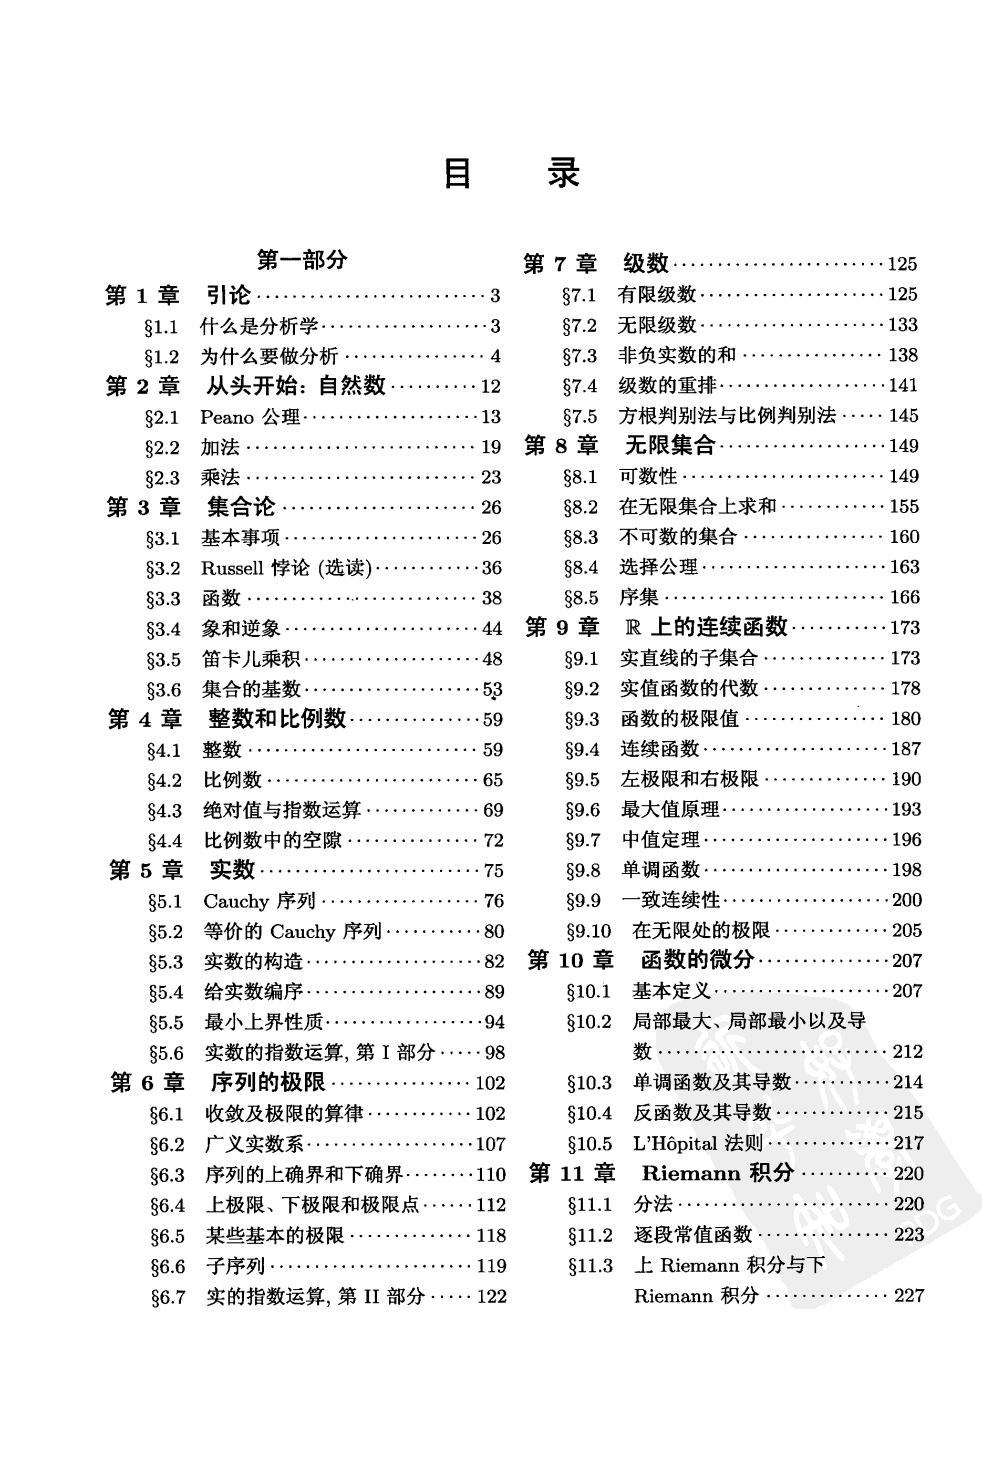 目 录
第一部分
第 1 章 引论··························3
§1.1 什么是分析学···················3
§1.2 为什么要做分析················4
第 2 章 从头开始: 自然数··········12
§2.1 Peano 公理····················13
§2.2 加法··························19
§2.3 乘法··························23
第 3 章 集合论······················26
§3.1 基本事项······················26
§3.2 Russell 悖论 (选读)············36
§3.3 函数··························38
§3.4 象和逆象······················44
§3.5 笛卡儿乘积····················48
§3.6 集合的基数····················53
第 4 章 整数和比例数···············59
§4.1 整数··························59
§4.2 比例数························65
§4.3 绝对值与指数运算·············69
§4.4 比例数中的空隙···············72
第 5 章 实数·························75
§5.1 Cauchy 序列··················76
§5.2 等价的 Cauchy 序列···········80
§5.3 实数的构造····················82
§5.4 给实数编序····················89
§5.5 最小上界性质··················94
§5.6 实数的指数运算, 第 I 部分·····98
第 6 章 序列的极限················102
§6.1 收敛及极限的算律············102
§6.2 广义实数系···················107
§6.3 序列的上确界和下确界········110
§6.4 上极限、下极限和极限点······112
§6.5 某些基本的极限··············118
§6.6 子序列·······················119
§6.7 实的指数运算, 第 II 部分·····122
第 7 章 级数························125
§7.1 有限级数·····················125
§7.2 无限级数·····················133
§7.3 非负实数的和················138
§7.4 级数的重排···················141
§7.5 方根判别法与比例判别法·····145
第 8 章 无限集合···················149
§8.1 可数性·······················149
§8.2 在无限集合上求和············155
§8.3 不可数的集合················160
§8.4 选择公理·····················163
§8.5 序集·························166
第 9 章 ℝ 上的连续函数···········173
§9.1 实直线的子集合··············173
§9.2 实值函数的代数··············178
§9.3 函数的极限值················180
§9.4 连续函数·····················187
§9.5 左极限和右极限··············190
§9.6 最大值原理···················193
§9.7 中值定理·····················196
§9.8 单调函数·····················198
§9.9 一致连续性···················200
§9.10 在无限处的极限·············205
第 10 章 函数的微分···············207
§10.1 基本定义····················207
§10.2 局部最大、局部最小以及导
数··························212
§10.3 单调函数及其导数···········214
§10.4 反函数及其导数·············215
§10.5 L'Hôpital 法则··············217
第 11 章 Riemann 积分··········220
§11.1 分法························220
§11.2 逐段常值函数···············223
§11.3 上 Riemann 积分与下
Riemann 积分··············227